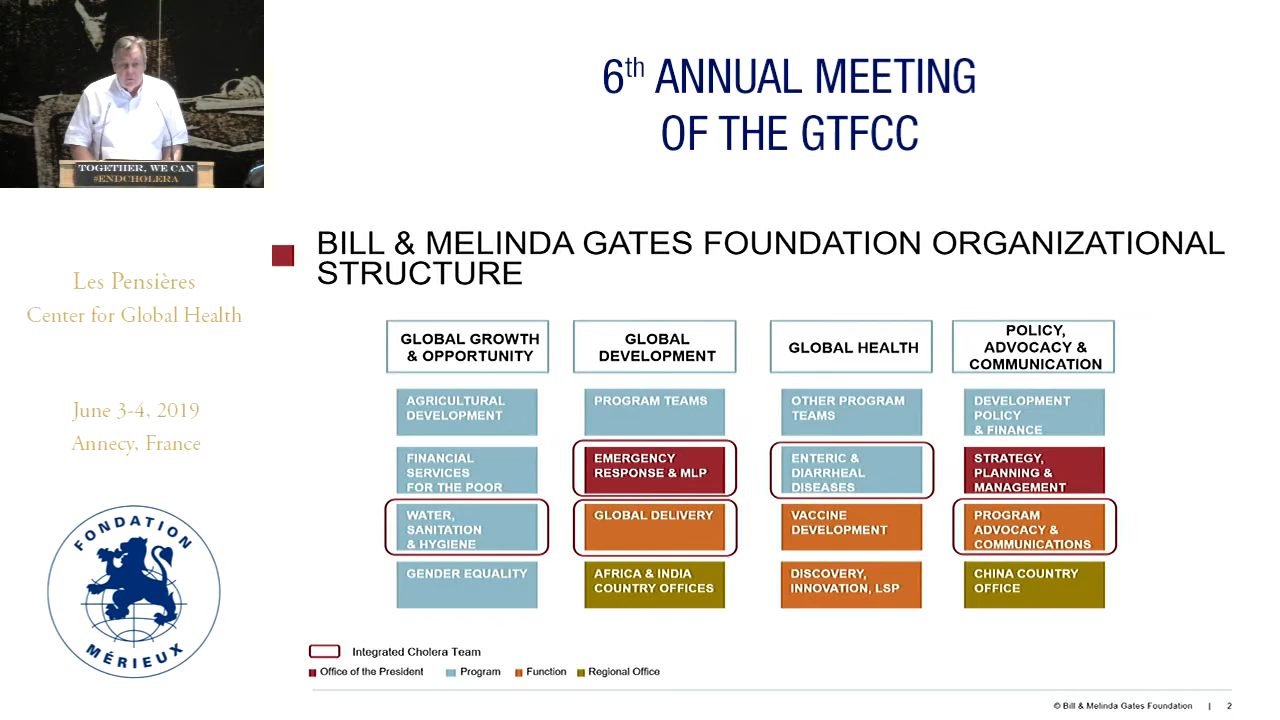 TOGETHER, WE CAN
#ENDCHOLERA
6th ANNUAL MEETING
OF THE GTFCC
Les Pensières
Center for Global Health
June 3-4, 2019
Annecy, France
FONDATION
MÉRIEUX
BILL & MELINDA GATES FOUNDATION ORGANIZATIONAL
STRUCTURE
GLOBAL GROWTH
& OPPORTUNITY
AGRICULTURAL
DEVELOPMENT
FINANCIAL
SERVICES
FOR THE POOR
WATER,
SANITATION
& HYGIENE
GENDER EQUALITY
GLOBAL
DEVELOPMENT
PROGRAM TEAMS
EMERGENCY
RESPONSE & MLP
GLOBAL DELIVERY
AFRICA & INDIA
COUNTRY OFFICES
GLOBAL HEALTH
OTHER PROGRAM
TEAMS
ENTERIC &
DIARRHEAL
DISEASES
VACCINE
DEVELOPMENT
DISCOVERY,
INNOVATION, LSP
POLICY,
ADVOCACY &
COMMUNICATION
DEVELOPMENT
POLICY
& FINANCE
STRATEGY,
PLANNING &
MANAGEMENT
PROGRAM
ADVOCACY &
COMMUNICATIONS
CHINA COUNTRY
OFFICE
Integrated Cholera Team
Office of the President Program Function Regional Office
© Bill & Melinda Gates Foundation | 2